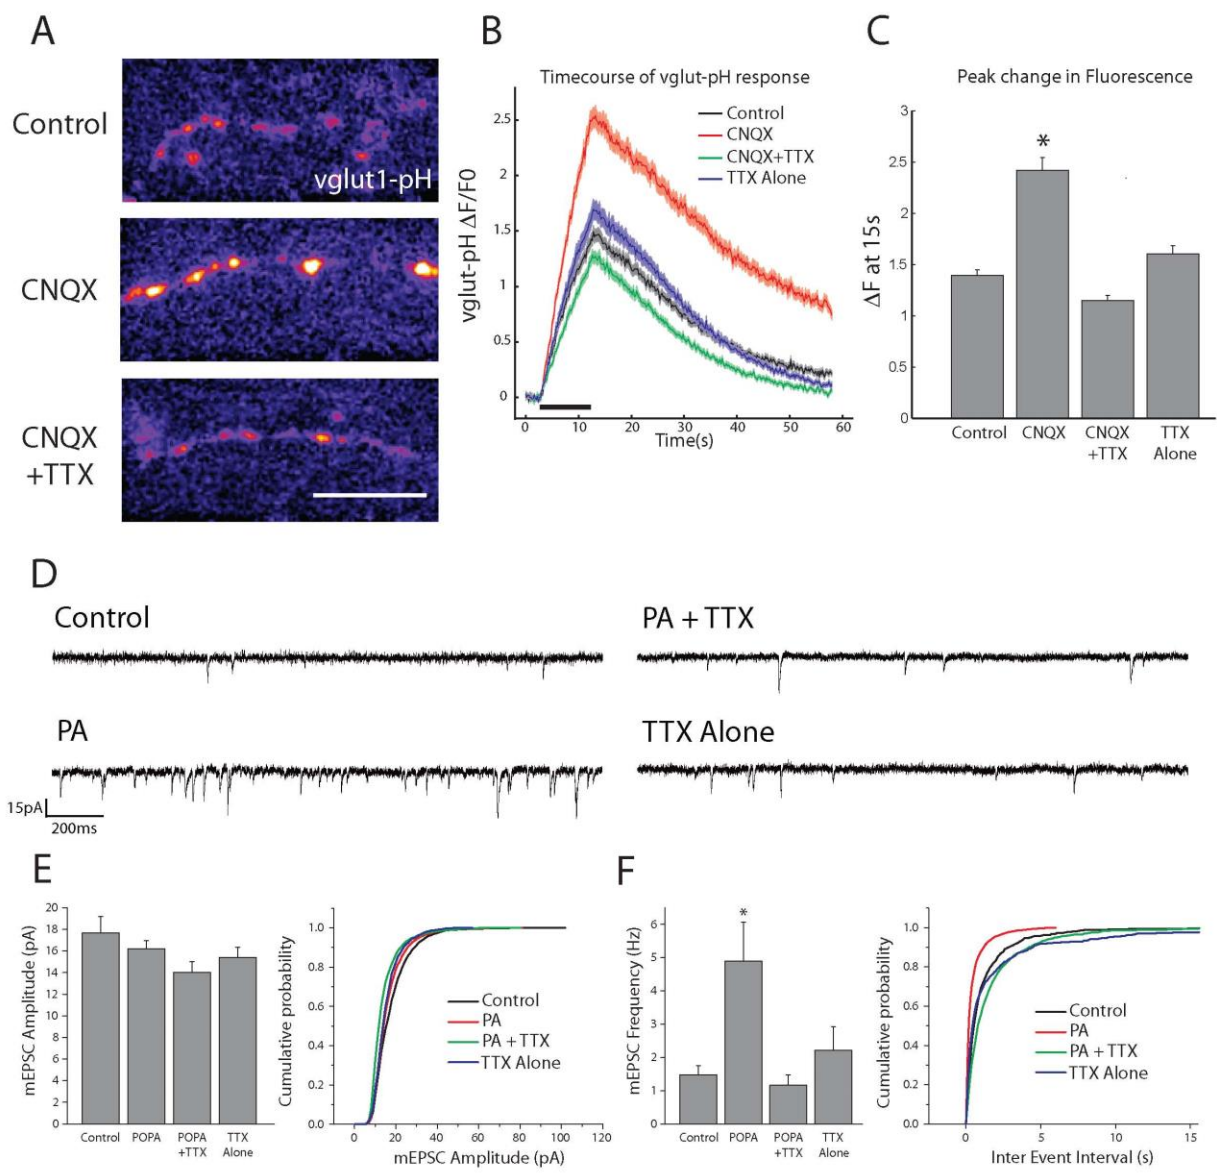 A
Control
vglut1-pH
CNQX
CNQX
+TTX
B
Timecourse of vglut-pH response
Control
CNQX
CNQX+TTX
TTX Alone
vglut-pH ΔF/F0
2.5
2
1.5
1
0.5
0
0 10 20 30 40 50 60
Time(s)
C
Peak change in Fluorescence
ΔF at 15s
3
2.5
2
1.5
1
0.5
0
*
Control CNQX CNQX TTX
+TTX Alone
D
Control
PA + TTX
PA
TTX Alone
15pA
200ms
E
mEPSC Amplitude (pA)
20
18
16
14
12
10
8
6
4
2
0
Control POPA POPA TTX
+TTX Alone
Cumulative probability
1.0
0.8
0.6
0.4
0.2
0.0
Control
PA
PA + TTX
TTX Alone
0 20 40 60 80 100 120
mEPSC Amplitude (pA)
F
mEPSC Frequency (Hz)
6
5
4
3
2
1
0
*
Control POPA POPA TTX
+TTX Alone
Cumulative probability
1.0
0.8
0.6
0.4
0.2
0.0
Control
PA
PA + TTX
TTX Alone
0 5 10 15
Inter Event Interval (s)